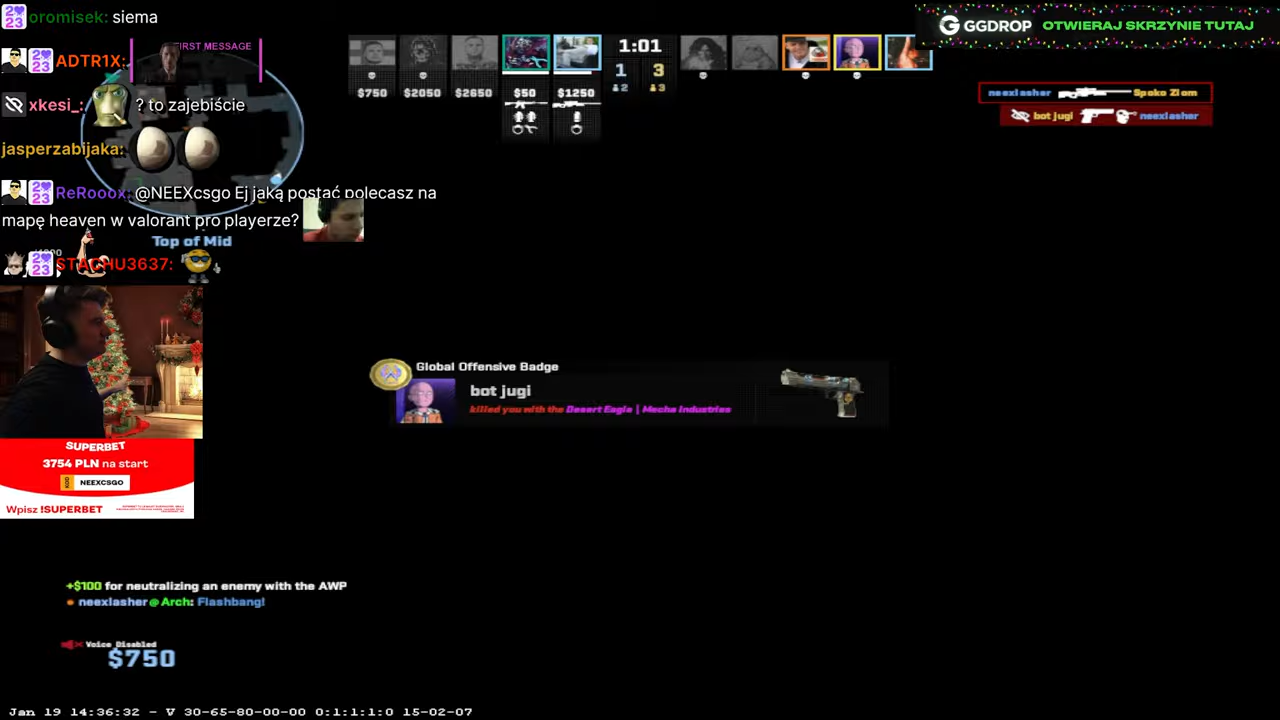 oromisek: siema
FIRST MESSAGE
ADTR1X:
xkesi_: ? to zajebiście
jasperzabijaka:
ReRooox: @NEEXcsgo Ej jaką postać polecasz na
mapę heaven w valorant pro playerze?
Top of Mid
STACHU3637:
$750
$2050
$2650
$50
$1250
1:01
1
3
2
3
GGDROP OTWIERAJ SKRZYNIE TUTAJ
neexlasher Spoko Ziom
bot jugi neexlasher
Global Offensive Badge
bot jugi
killed you with the Desert Eagle | Mecha Industries
SUPERBET
3754 PLN na start
KOD NEEXCSGO
Wpisz !SUPERBET
+$100 for neutralizing an enemy with the AWP
neexlasher @ Arch: Flashbang!
Voice Disabled
$750
Jan 19 14:36:32 - V 30-65-80-00-00 0:1:1:1:0 15-02-07